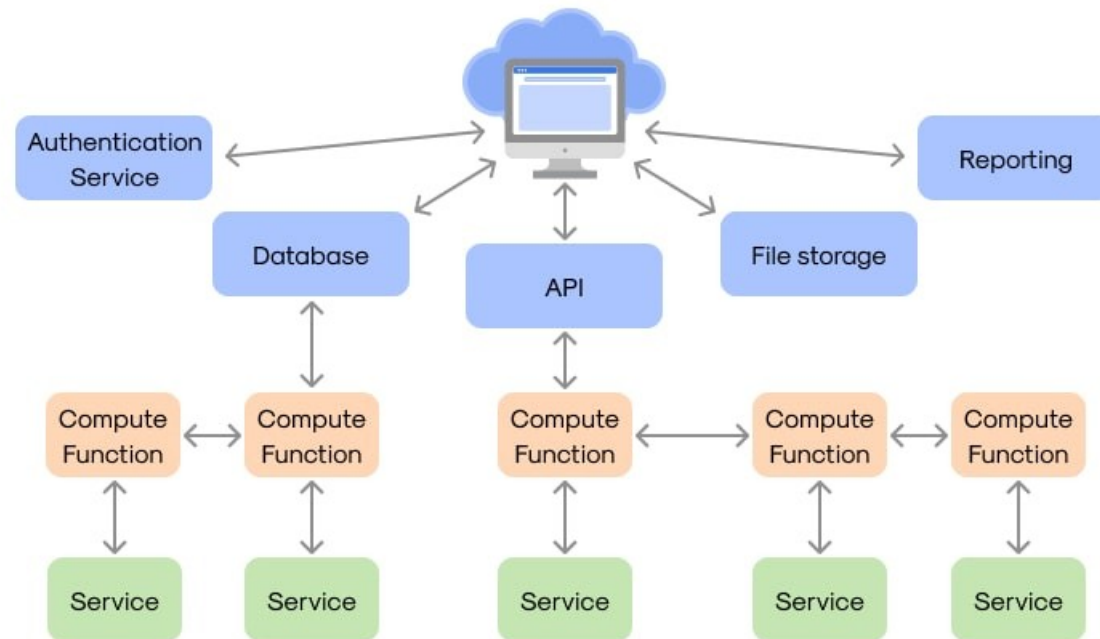 Authentication
Service
Reporting
Database
File storage
API
Compute
Function
Compute
Function
Compute
Function
Compute
Function
Compute
Function
Service
Service
Service
Service
Service